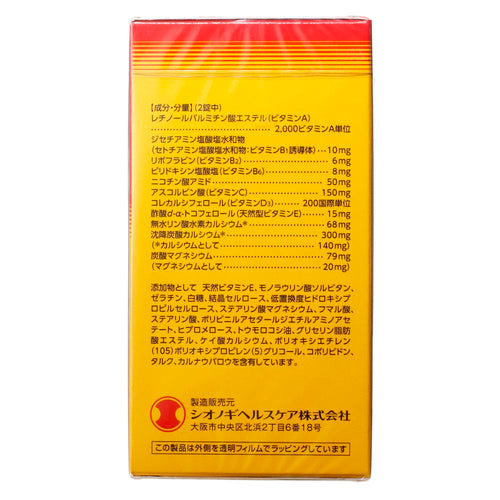 【成分・分量】(2錠中)
レチノールパルミチン酸エステル(ビタミンA)
2,000ビタミンA単位
ジセチアミン塩酸塩水和物
(セトチアミン塩酸塩水和物:ビタミンB1誘導体)…10mg
リボフラビン(ビタミンB2)…6mg
ピリドキシン塩酸塩(ビタミンB6)…8mg
ニコチン酸アミド…50mg
アスコルビン酸(ビタミンC)…150mg
コレカルシフェロール(ビタミンD3)…200国際単位
酢酸d-α-トコフェロール(天然型ビタミンE)…15mg
無水リン酸水素カルシウム*…68mg
沈降炭酸カルシウム*…300mg
(*カルシウムとして…140mg)
炭酸マグネシウム…79mg
(マグネシウムとして…20mg)
添加物として 天然ビタミンE、モノラウリン酸ソルビタン、
ゼラチン、白糖、結晶セルロース、低置換度ヒドロキシプ
ロピルセルロース、ステアリン酸マグネシウム、フマル酸、
ステアリン酸、ポリビニルアセタールジエチルアミノアセ
テート、ヒプロメロース、トウモロコシ油、グリセリン脂肪
酸エステル、ケイ酸カルシウム、ポリオキシエチレン
(105)ポリオキシプロピレン(5)グリコール、コポリビドン、
タルク、カルナウバロウを含有しています。
製造販売元
シオノギヘルスケア株式会社
大阪市中央区北浜2丁目6番18号
この製品は外側を透明フィルムでラッピングしています